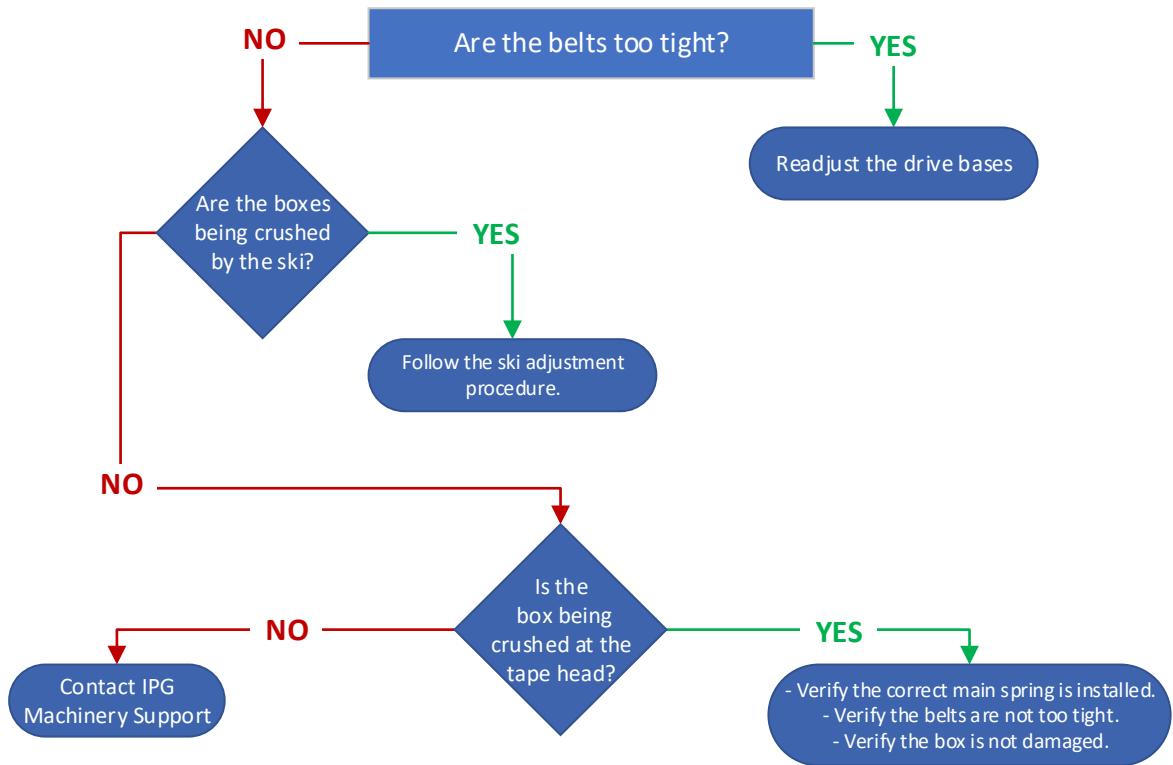 Are the belts too tight?
NO
YES
Readjust the drive bases
Are the boxes
being crushed
by the ski?
YES
Follow the ski adjustment
procedure.
NO
Is the
box being
crushed at the
tape head?
NO
YES
Contact IPG
Machinery Support
- Verify the correct main spring is installed.
- Verify the belts are not too tight.
- Verify the box is not damaged.